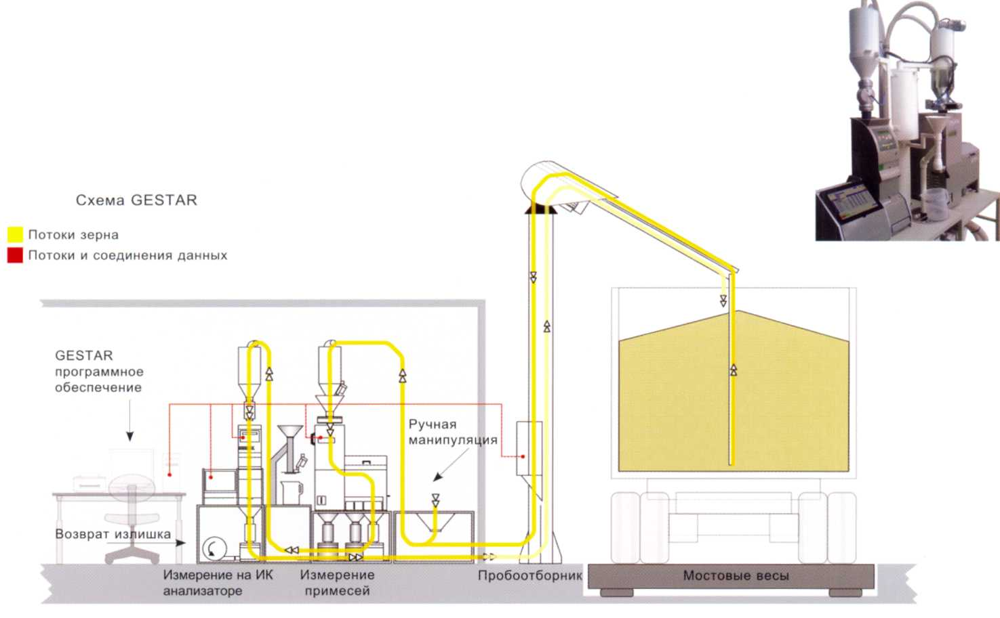 Схема GESTAR
Потоки зерна
Потоки и соединения данных
GESTAR
программное
обеспечение
Ручная
манипуляция
Возврат излишка
Измерение на ИК
анализаторе
Измерение
примесей
Пробоотборник
Мостовые весы